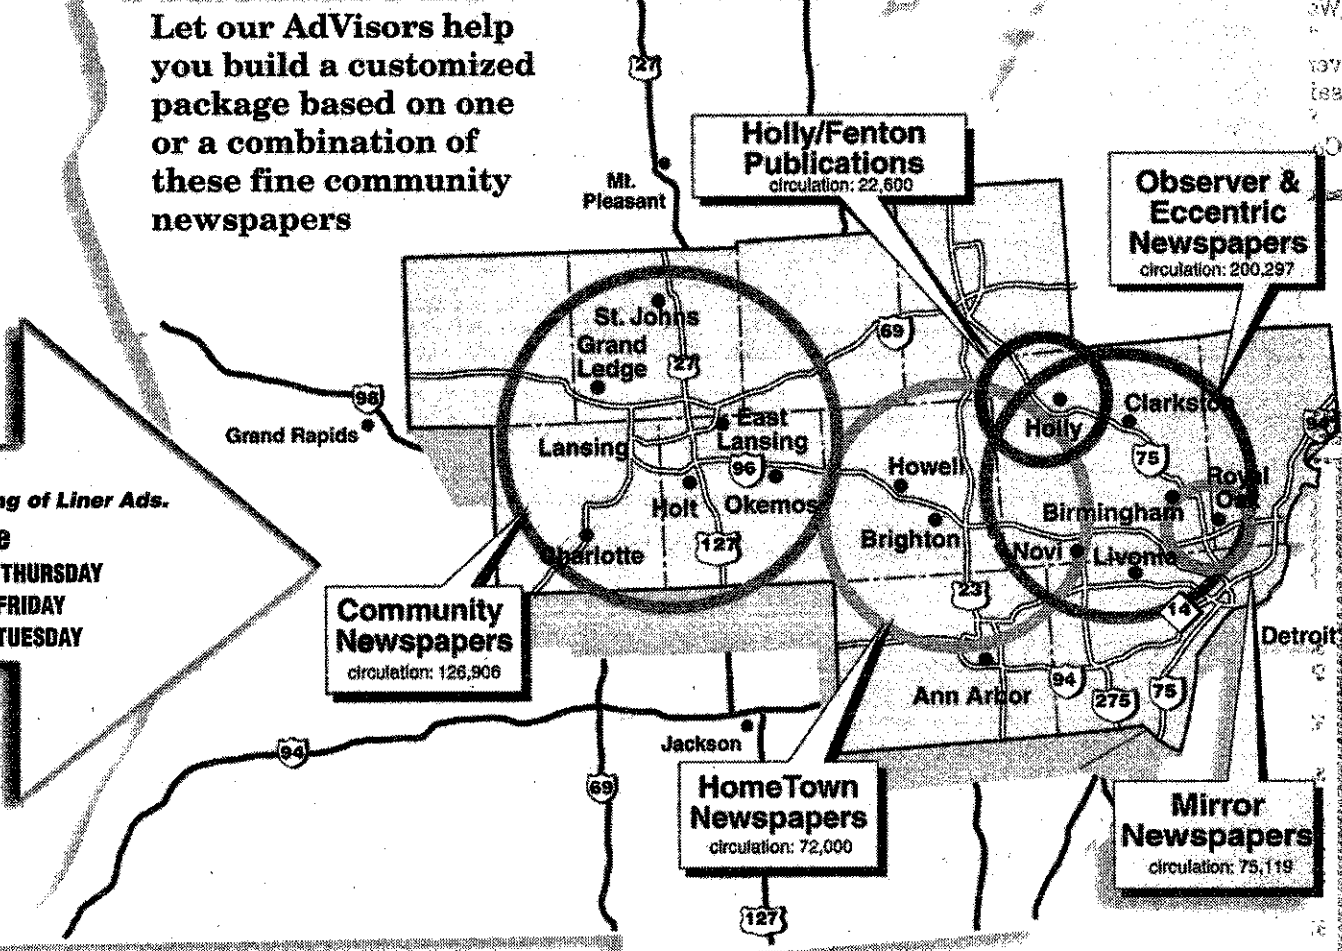 Let our AdVisors help
you build a customized
package based on one
or a combination of
these fine community
newspapers
27
Mt.
Pleasant
Holly/Fenton
Publications
circulation: 22,600
Observer &
Eccentric
Newspapers
circulation: 200,297
St. Johns
Grand
Ledge
27
69
96
Grand Rapids
Lansing
East
Lansing
96
Holt
Okemos
Charlotte
127
Howell
Brighton
Holly
Clarkston
75
94
Royal
Oak
Birmingham
Novi
Livonia
23
14
Detroit
Ann Arbor
94
275
75
ng of Liner Ads.
THURSDAY
FRIDAY
TUESDAY
Community
Newspapers
circulation: 126,906
94
69
Jackson
HomeTown
Newspapers
circulation: 72,000
127
Mirror
Newspapers
circulation: 75,119